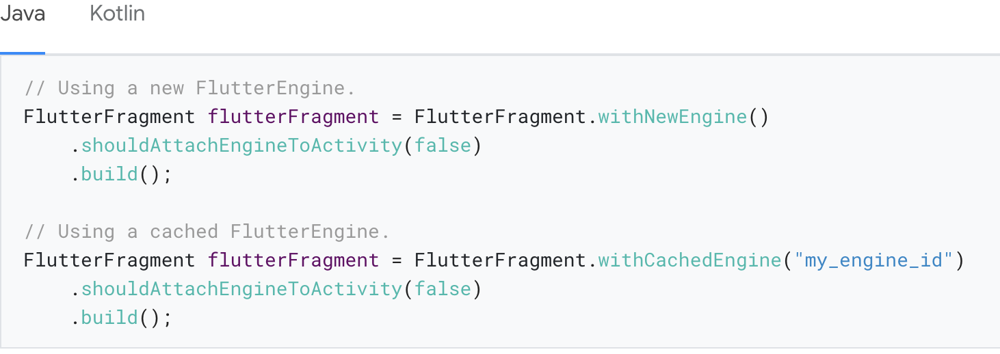 Java Kotlin
// Using a new FlutterEngine.
FlutterFragment flutterFragment = FlutterFragment.withNewEngine()
    .shouldAttachEngineToActivity(false)
    .build();

// Using a cached FlutterEngine.
FlutterFragment flutterFragment = FlutterFragment.withCachedEngine("my_engine_id")
    .shouldAttachEngineToActivity(false)
    .build();